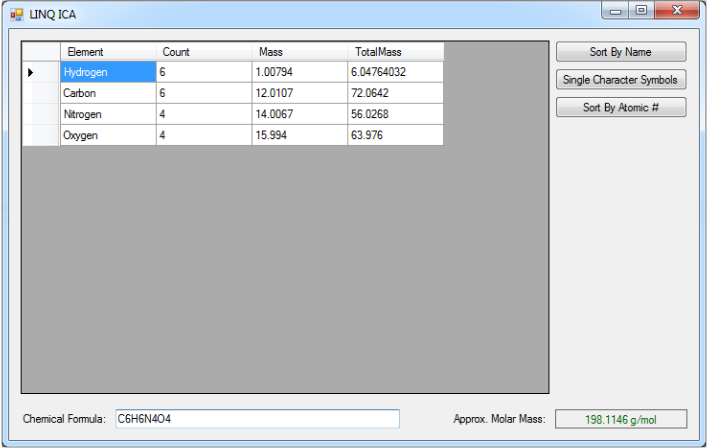 LINQ ICA
Element Count Mass TotalMass
Hydrogen 6 1.00794 6.04764032
Carbon 6 12.0107 72.0642
Nitrogen 4 14.0067 56.0268
Oxygen 4 15.994 63.976
Sort By Name
Single Character Symbols
Sort By Atomic #
Chemical Formula: C6H6N4O4 Approx. Molar Mass: 198.1146 g/mol